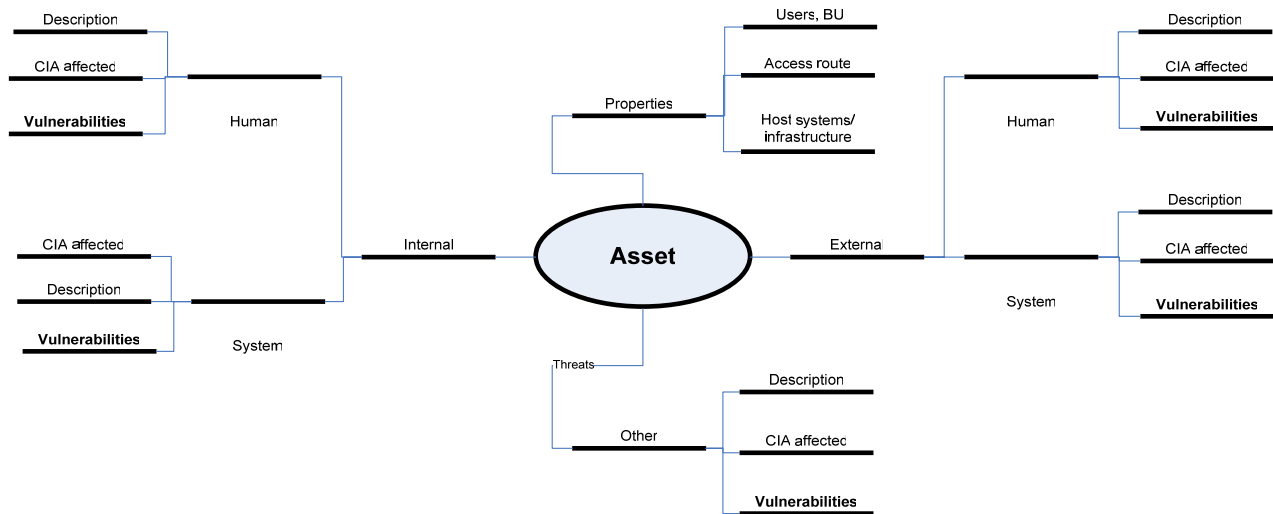 Description
CIA affected
Vulnerabilities
Human
CIA affected
Description
Vulnerabilities
System
Internal
Users, BU
Access route
Host systems/
infrastructure
Properties
Asset
Threats
Other
Description
CIA affected
Vulnerabilities
External
Human
Description
CIA affected
Vulnerabilities
System
Description
CIA affected
Vulnerabilities